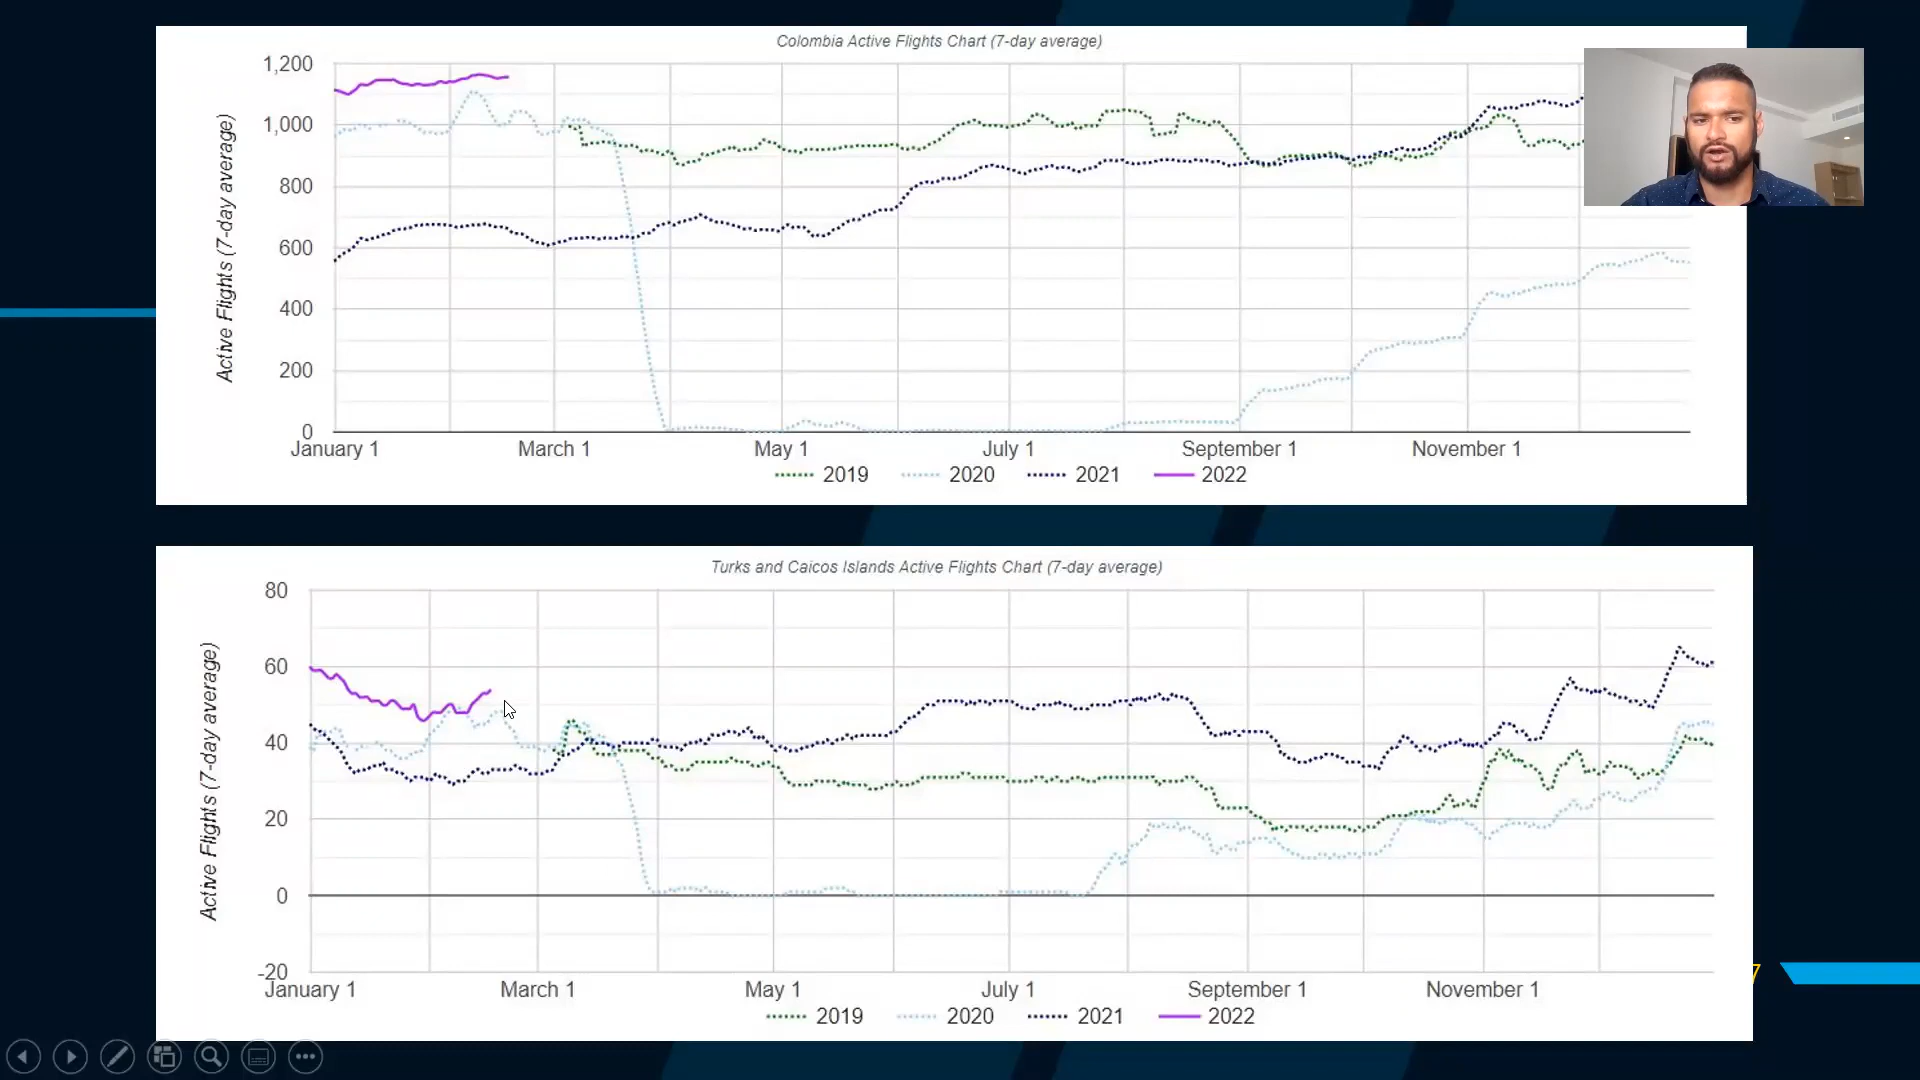 Colombia Active Flights Chart (7-day average)
Active Flights (7-day average)
1,200
1,000
800
600
400
200
0
January 1 March 1 May 1 July 1 September 1 November 1
2019 2020 2021 2022
Turks and Caicos Islands Active Flights Chart (7-day average)
Active Flights (7-day average)
80
60
40
20
0
-20
January 1 March 1 May 1 July 1 September 1 November 1
2019 2020 2021 2022
7